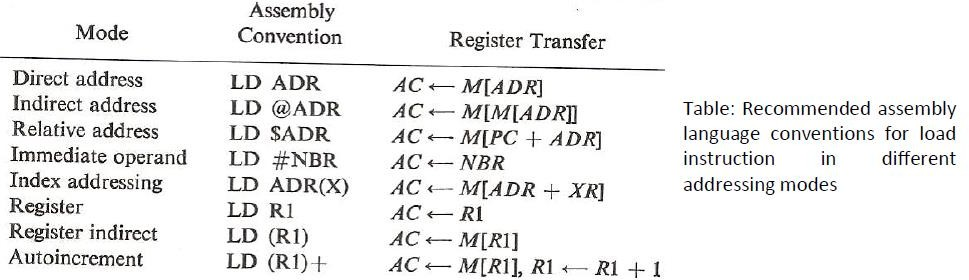 Mode Assembly Convention Register Transfer
Direct address LD ADR AC ← M[ADR]
Indirect address LD @ADR AC ← M[M[ADR]]
Relative address LD $ADR AC ← M[PC + ADR]
Immediate operand LD #NBR AC ← NBR
Index addressing LD ADR(X) AC ← M[ADR + XR]
Register LD R1 AC ← R1
Register indirect LD (R1) AC ← M[R1]
Autoincrement LD (R1)+ AC ← M[R1], R1 ← R1 + 1
Table: Recommended assembly
language conventions for load
instruction in different
addressing modes